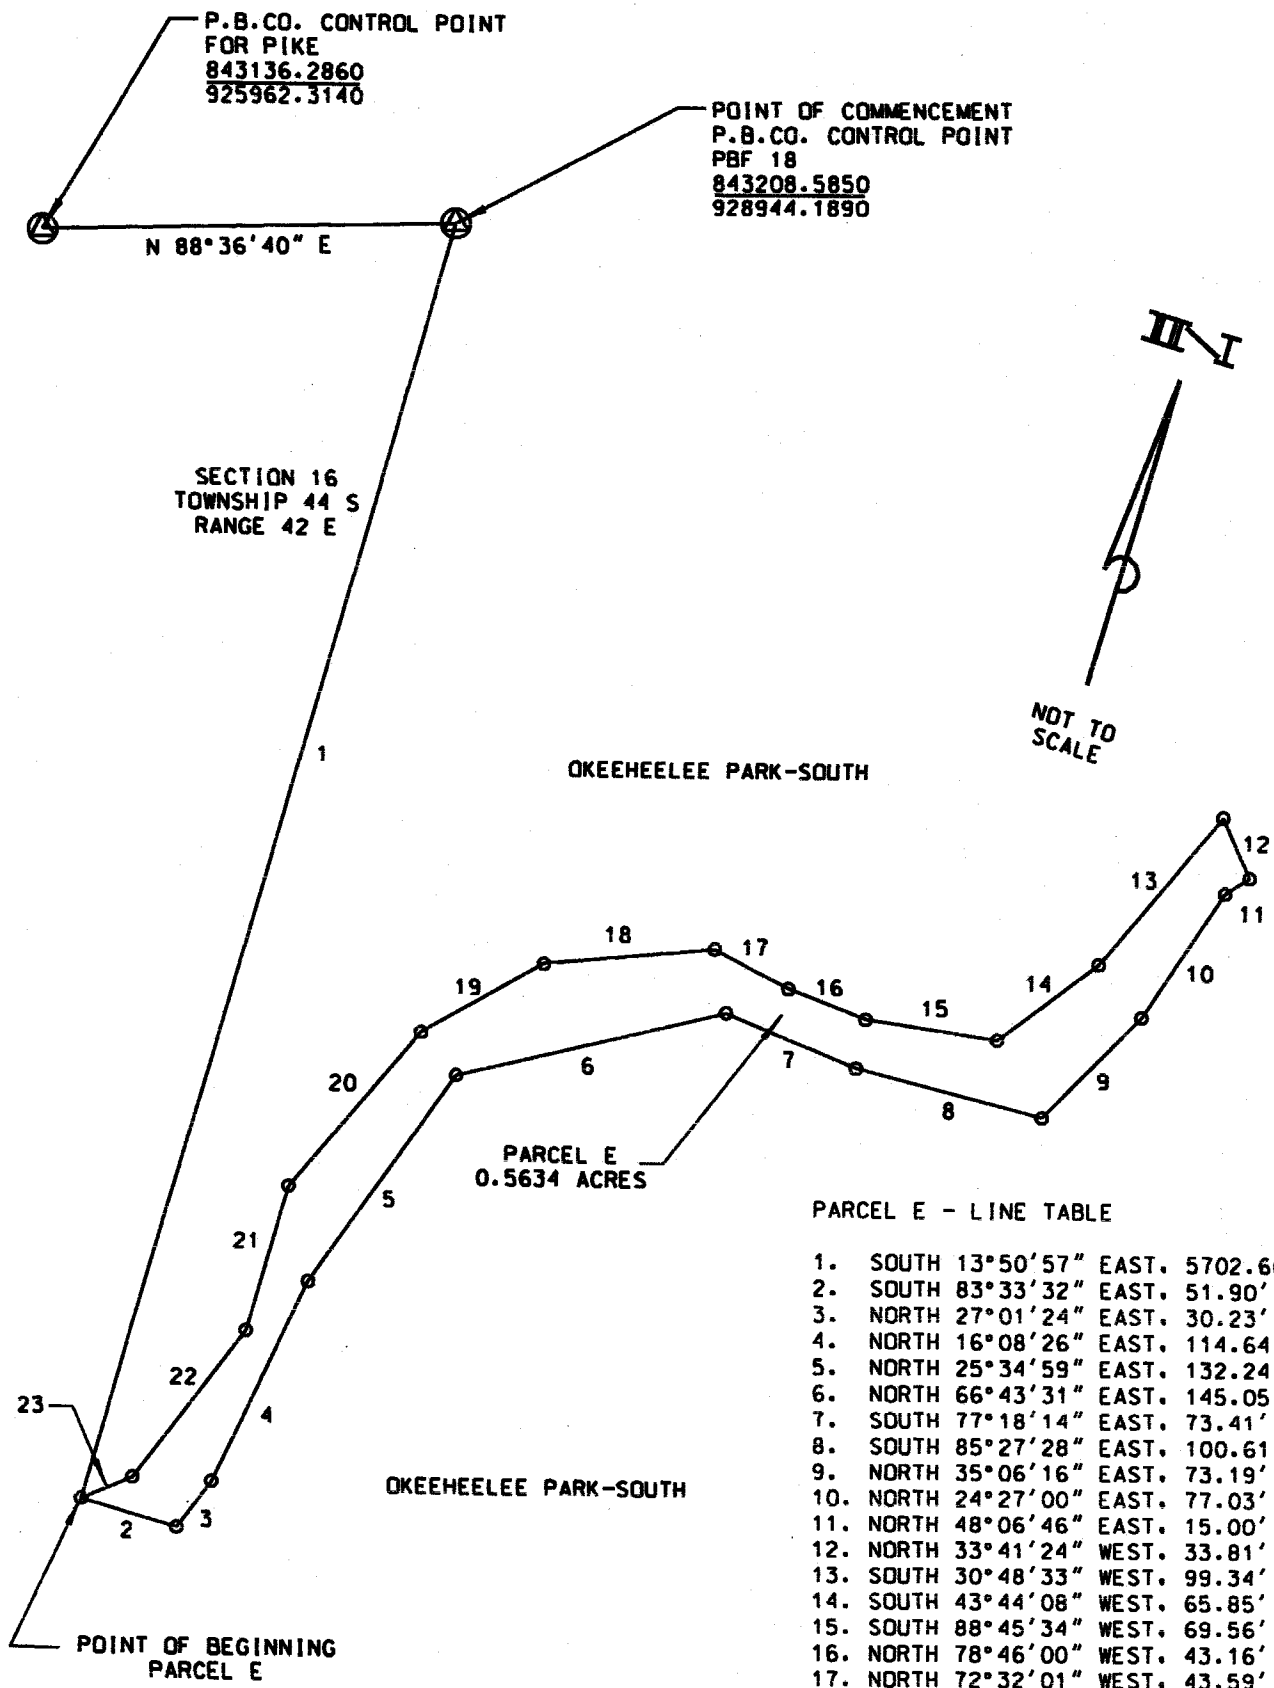 P.B.CO. CONTROL POINT
FOR PIKE
843136.2860
925962.3140
POINT OF COMMENCEMENT
P.B.CO. CONTROL POINT
PBF 18
843208.5850
928944.1890
N 88°36'40" E
N
SECTION 16
TOWNSHIP 44 S
RANGE 42 E
NOT TO
SCALE
1
OKEEHEELEE PARK-SOUTH
12
13
11
18
17
19
16
14
10
15
6
7
20
9
8
PARCEL E
0.5634 ACRES
5
21
22
4
23
OKEEHEELEE PARK-SOUTH
2
3
POINT OF BEGINNING
PARCEL E
PARCEL E - LINE TABLE
1. SOUTH 13°50'57" EAST, 5702.6
2. SOUTH 83°33'32" EAST, 51.90'
3. NORTH 27°01'24" EAST, 30.23'
4. NORTH 16°08'26" EAST, 114.64
5. NORTH 25°34'59" EAST, 132.24
6. NORTH 66°43'31" EAST, 145.05
7. SOUTH 77°18'14" EAST, 73.41'
8. SOUTH 85°27'28" EAST, 100.61
9. NORTH 35°06'16" EAST, 73.19'
10. NORTH 24°27'00" EAST, 77.03'
11. NORTH 48°06'46" EAST, 15.00'
12. NORTH 33°41'24" WEST, 33.81'
13. SOUTH 30°48'33" WEST, 99.34'
14. SOUTH 43°44'08" WEST, 65.85'
15. SOUTH 88°45'34" WEST, 69.56'
16. NORTH 78°46'00" WEST, 43.16'
17. NORTH 72°32'01" WEST, 43.59'